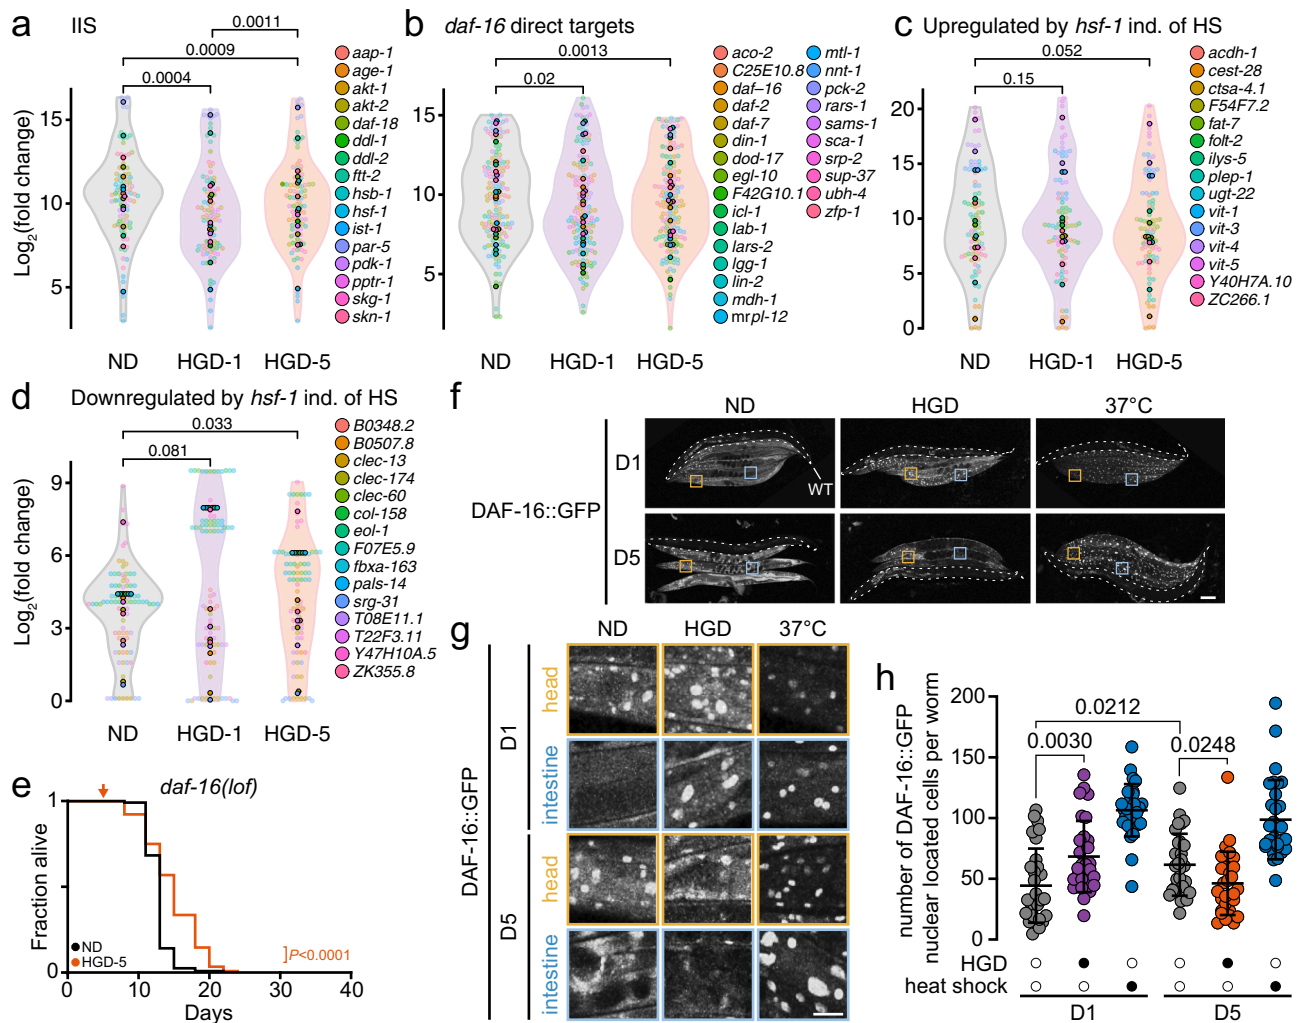 a IIS
0.0011
0.0009
0.0004
Log2(fold change)
15
10
5
ND HGD-1 HGD-5
aap-1
age-1
akt-1
akt-2
daf-18
ddl-1
ddl-2
ftt-2
hsb-1
hsf-1
ist-1
par-5
pdk-1
pptr-1
skg-1
skn-1
b daf-16 direct targets
0.0013
0.02
15
10
5
ND HGD-1 HGD-5
aco-2
C25E10.8
daf-16
daf-2
daf-7
din-1
dod-17
egl-10
F42G10.1
icl-1
lab-1
lars-2
lgg-1
lin-2
mdh-1
mrpl-12
mtl-1
nnt-1
pck-2
rars-1
sams-1
sca-1
srp-2
sup-37
ubh-4
zfp-1
c Upregulated by hsf-1 ind. of HS
0.052
0.15
20
15
10
5
0
ND HGD-1 HGD-5
acdh-1
cest-28
ctsa-4.1
F54F7.2
fat-7
folt-2
ilys-5
plep-1
ugt-22
vit-1
vit-3
vit-4
vit-5
Y40H7A.10
ZC266.1
d Downregulated by hsf-1 ind. of HS
0.033
0.081
Log2(fold change)
9
6
3
0
ND HGD-1 HGD-5
B0348.2
B0507.8
clec-13
clec-174
clec-60
col-158
eol-1
F07E5.9
fbxa-163
pals-14
srg-31
T08E11.1
T22F3.11
Y47H10A.5
ZK355.8
e daf-16(lof)
Fraction alive
1
0
ND
HGD-5
P<0.0001
0 10 20 30 40
Days
f ND HGD 37°C
DAF-16::GFP
D1
WT
D5
g ND HGD 37°C
DAF-16::GFP
D1
head
intestine
D5
head
intestine
h
number of DAF-16::GFP
nuclear located cells per worm
200
150
100
50
0
0.0212
0.0030
0.0248
HGD
heat shock
D1 D5